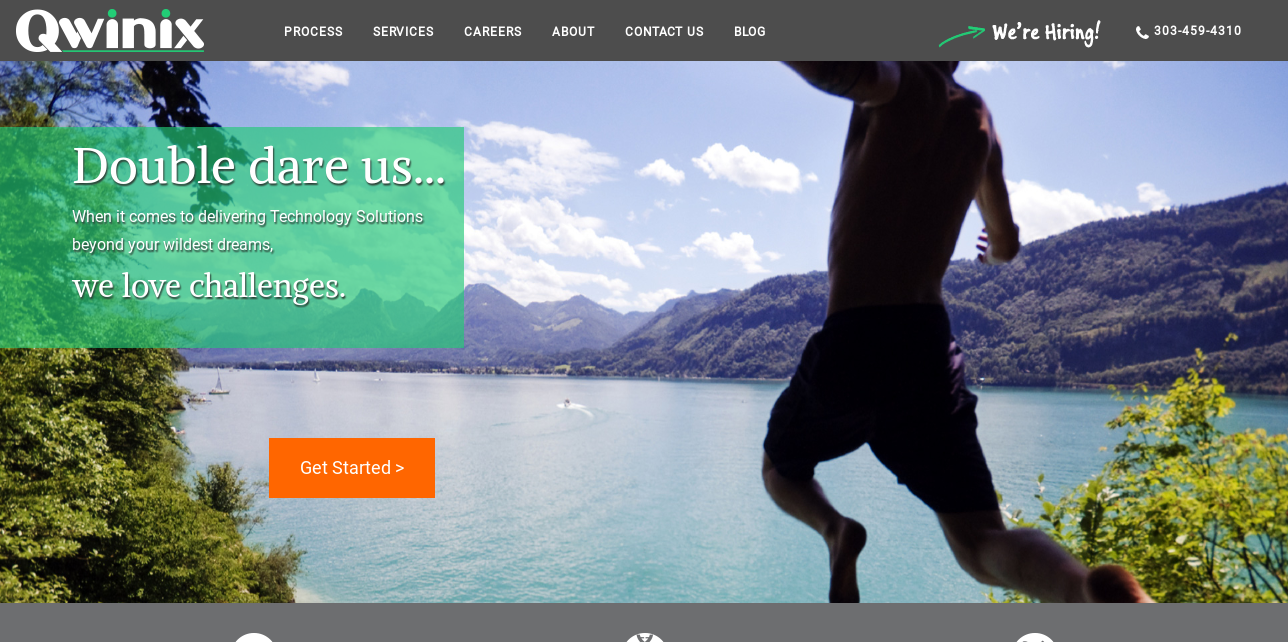 Qwinix
PROCESS SERVICES CAREERS ABOUT CONTACT US BLOG
We're Hiring!
303-459-4310
Double dare us...
When it comes to delivering Technology Solutions
beyond your wildest dreams,
we love challenges.
Get Started >